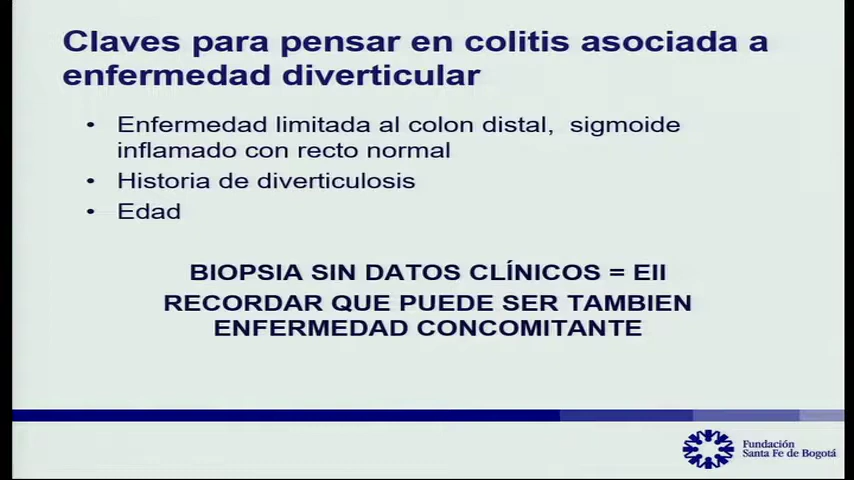 Claves para pensar en colitis asociada a
enfermedad diverticular
• Enfermedad limitada al colon distal, sigmoide
inflamado con recto normal
• Historia de diverticulosis
• Edad
BIOPSIA SIN DATOS CLÍNICOS = EII
RECORDAR QUE PUEDE SER TAMBIEN
ENFERMEDAD CONCOMITANTE
Fundación
Santa Fe de Bogotá